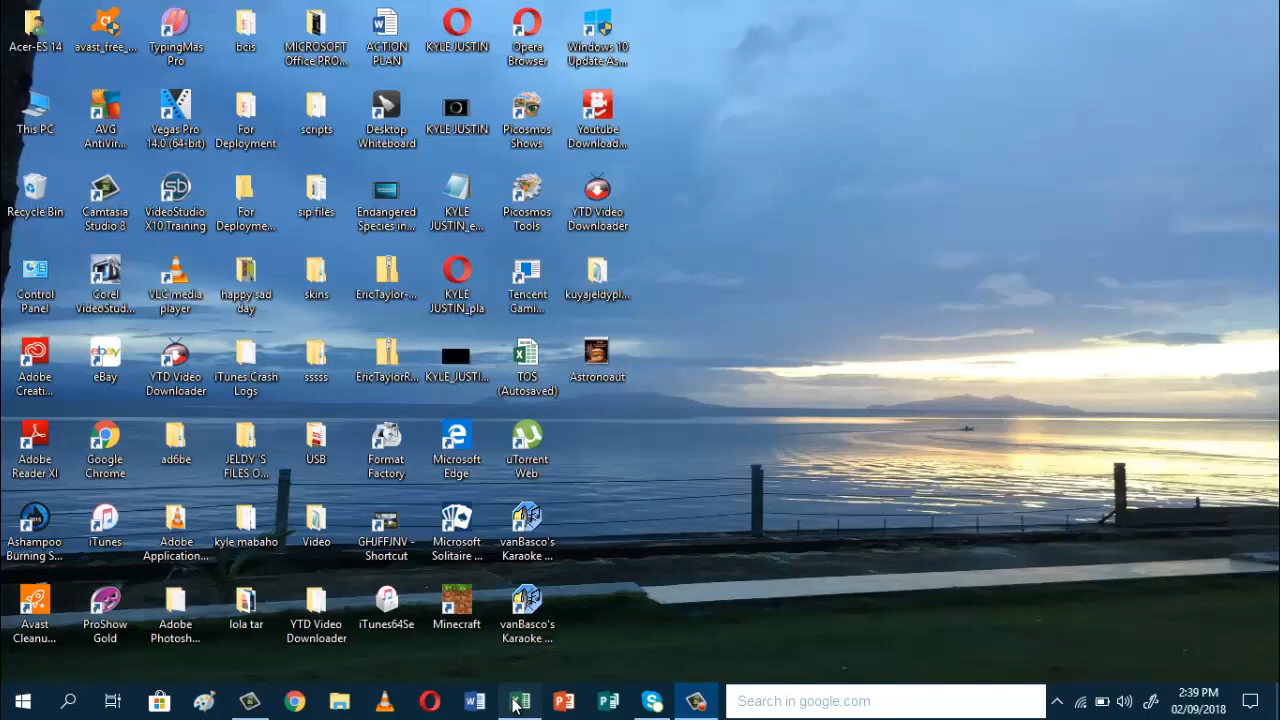 Acer-ES 14
avast_free_...
TypingMas
Pro
bcis
MICROSOFT
Office PRO...
ACTION
PLAN
KYLE JUSTIN
Opera
Browser
Windows 10
Update As...
This PC
AVG
AntiVir...
Vegas Pro
14.0 (64-bit)
For
Deployment
scripts
Desktop
Whiteboard
KYLE JUSTIN
Picosmos
Shows
Youtube
Download...
Recycle Bin
Camtasia
Studio 8
VideoStudio
X10 Training
For
Deployme...
sip files
Endangered
Species in...
KYLE
JUSTIN_e...
Picosmos
Tools
YTD Video
Downloader
Control
Panel
Corel
VideoStud...
VLC media
player
happy sad
day
skins
EricTaylor-...
KYLE
JUSTIN_pla
Tencent
Gami...
kuyajeldypl...
Adobe
Creati...
eBay
YTD Video
Downloader
iTunes Crash
Logs
sssss
EricTaylorR...
KYLE_JUSTI...
TOS
(Autosaved)
Astronoaut
Adobe
Reader XI
Google
Chrome
ad6be
JELDY 'S
FILES O...
USB
Format
Factory
Microsoft
Edge
uTorrent
Web
Ashampoo
Burning S...
iTunes
Adobe
Application...
kyle mabaho
Video
GHJFFJNV -
Shortcut
Microsoft
Solitaire ...
vanBasco's
Karaoke ...
Avast
Cleanu...
ProShow
Gold
Adobe
Photosh...
lola tar
YTD Video
Downloader
iTunes64Se
Minecraft
vanBasco's
Karaoke ...
Search in google.com
2:39 PM
02/09/2018